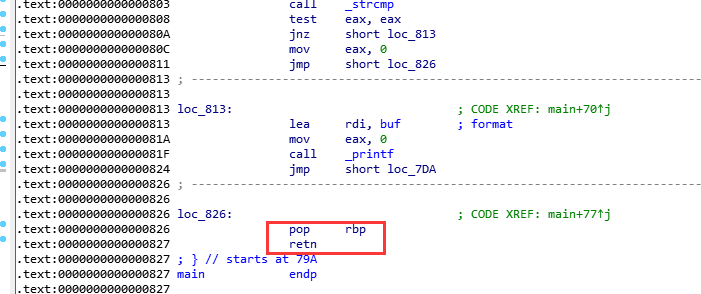 .text:0000000000000803 call _strcmp
.text:0000000000000808 test eax, eax
.text:000000000000080A jnz short loc_813
.text:000000000000080C mov eax, 0
.text:0000000000000811 jmp short loc_826
.text:0000000000000813 ; ---------------------------------------------------------------------------
.text:0000000000000813
.text:0000000000000813 loc_813: ; CODE XREF: main+70↑j
.text:0000000000000813 lea rdi, buf ; format
.text:000000000000081A mov eax, 0
.text:000000000000081F call _printf
.text:0000000000000824 jmp short loc_7DA
.text:0000000000000826 ; ---------------------------------------------------------------------------
.text:0000000000000826
.text:0000000000000826 loc_826: ; CODE XREF: main+77↑j
.text:0000000000000826 pop rbp
.text:0000000000000827 retn
.text:0000000000000827 ; } // starts at 79A
.text:0000000000000827 main endp
.text:0000000000000827